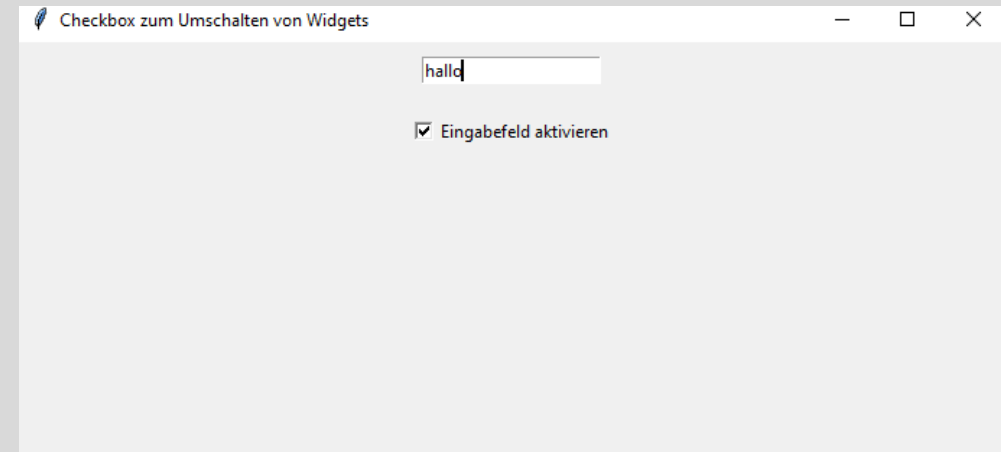 Checkbox zum Umschalten von Widgets
hallo
Eingabefeld aktivieren